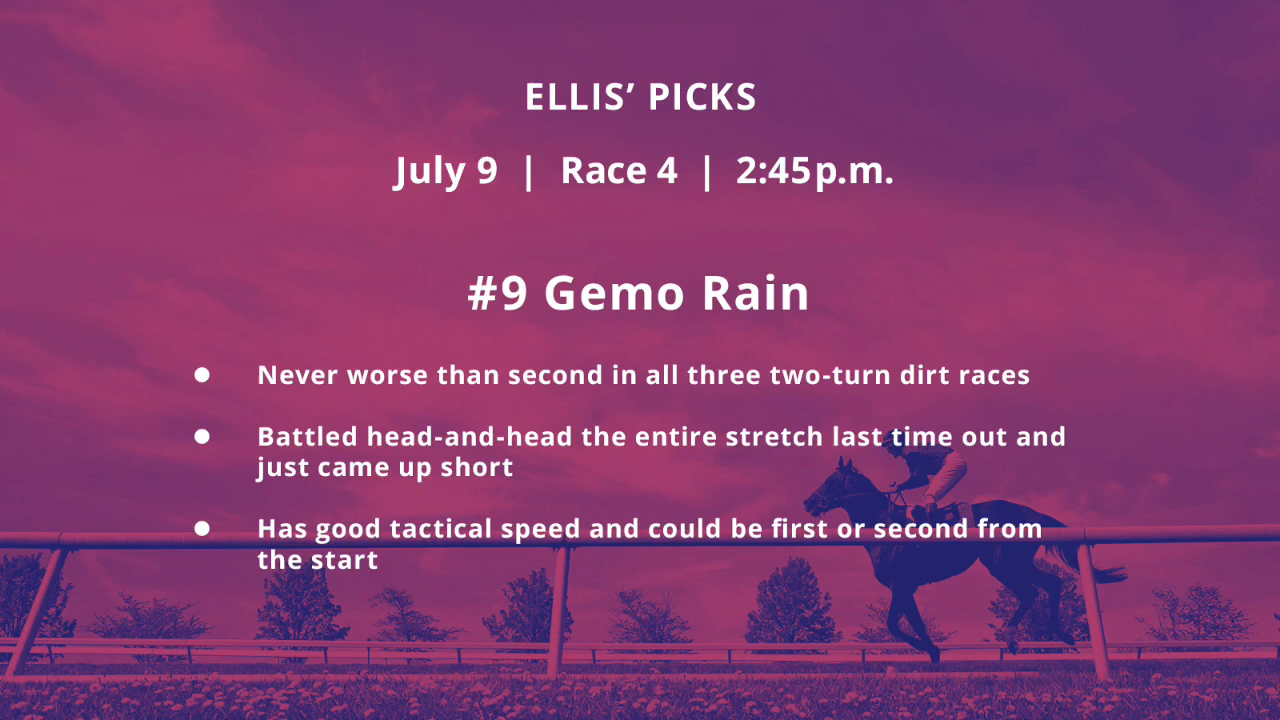 ELLIS’ PICKS
July 9 | Race 4 | 2:45p.m.
#9 Gemo Rain
● Never worse than second in all three two-turn dirt races
● Battled head-and-head the entire stretch last time out and
just came up short
● Has good tactical speed and could be first or second from
the start